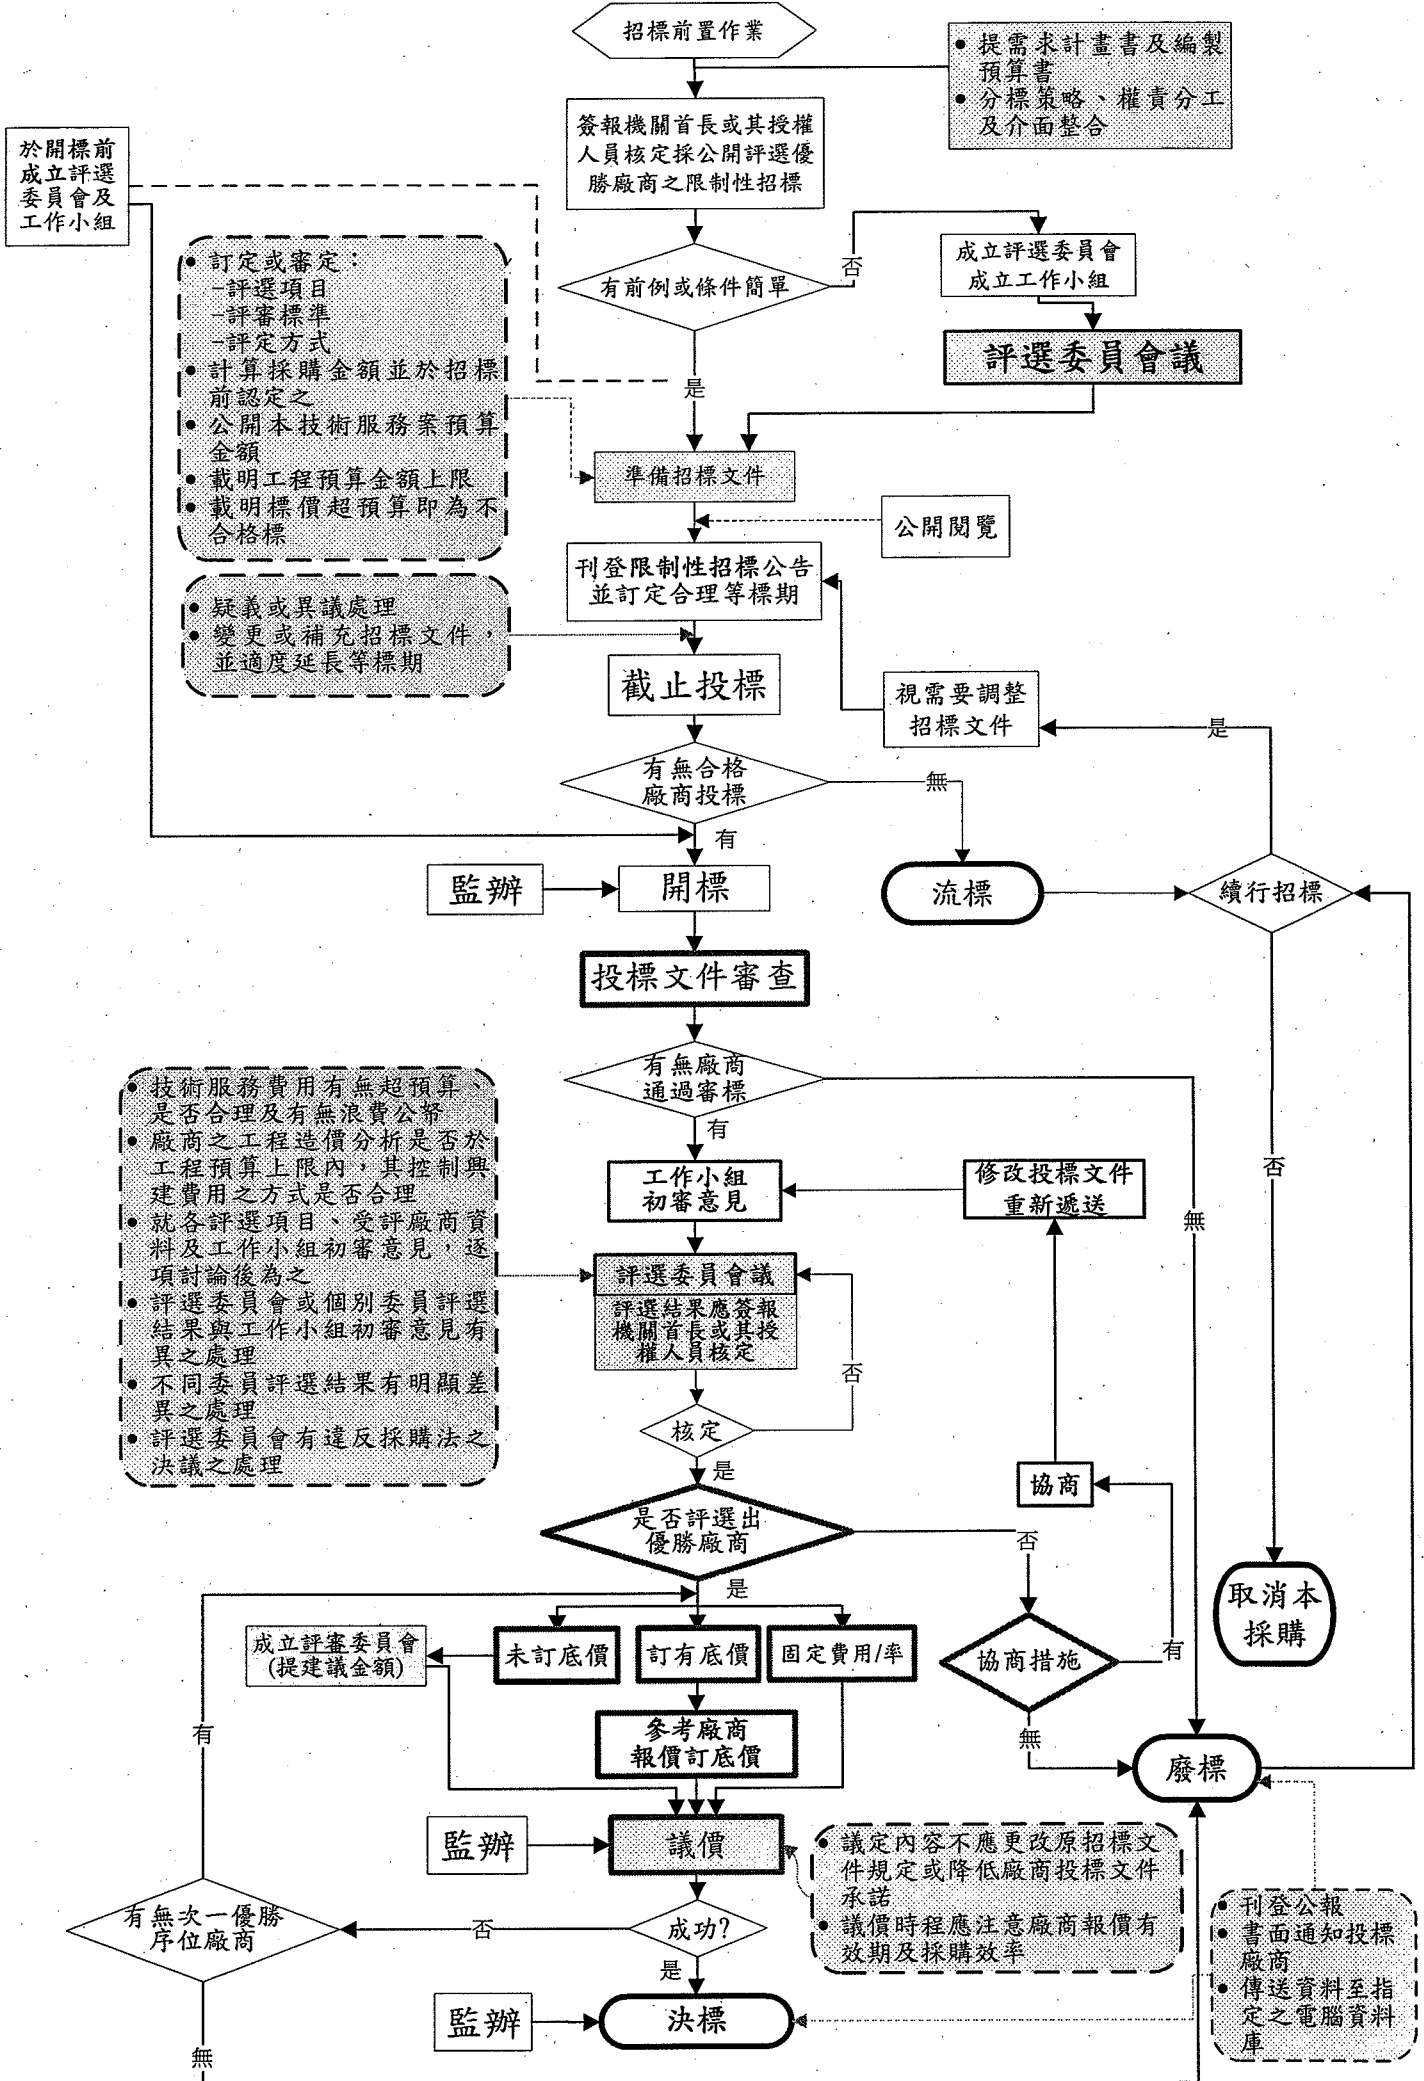 招標前置作業
• 提需求計畫書及編製
預算書
• 分標策略、權責分工
及介面整合
簽報機關首長或其授權
人員核定採公開評選優
勝廠商之限制性招標
於開標前
成立評選
委員會及
工作小組
有前例或條件簡單
否
成立評選委員會
成立工作小組
評選委員會議
• 訂定或審定：
-評選項目
-評審標準
-評定方式
• 計算採購金額並於招標
前認定之
• 公開本技術服務案預算
金額
• 載明工程預算金額上限
• 載明標價超預算即為不
合格標
是
準備招標文件
公開閱覽
刊登限制性招標公告
並訂定合理等標期
• 疑義或異議處理
• 變更或補充招標文件，
並適度延長等標期
截止投標
視需要調整
招標文件
是
有無合格
廠商投標
無
有
監辦
開標
流標
續行招標
投標文件審查
有無廠商
通過審標
有
無
否
• 技術服務費用有無超預算、
是否合理及有無浪費公帑
• 廠商之工程造價分析是否於
工程預算上限內，其控制興
建費用之方式是否合理
• 就各評選項目、受評廠商資
料及工作小組初審意見，逐
項討論後為之
• 評選委員會或個別委員評選
結果與工作小組初審意見有
異之處理
• 不同委員評選結果有明顯差
異之處理
• 評選委員會有違反採購法之
決議之處理
工作小組
初審意見
修改投標文件
重新遞送
評選委員會議
評選結果應簽報
機關首長或其授
權人員核定
否
核定
是
協商
是否評選出
優勝廠商
否
是
取消本
採購
成立評審委員會
(提建議金額)
未訂底價
訂有底價
固定費用/率
協商措施
有
無
參考廠商
報價訂底價
有
廢標
監辦
議價
• 議定內容不應更改原招標文
件規定或降低廠商投標文件
承諾
• 議價時程應注意廠商報價有
效期及採購效率
• 刊登公報
• 書面通知投標
廠商
• 傳送資料至指
定之電腦資料
庫
有無次一優勝
序位廠商
否
成功?
是
監辦
決標
無